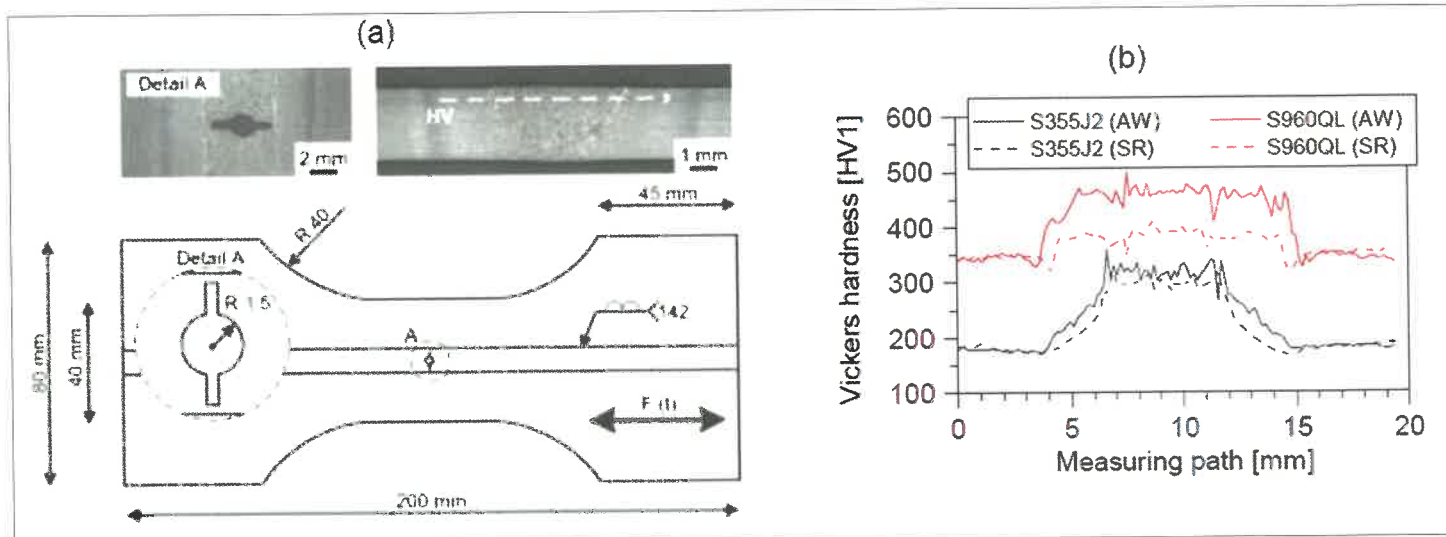 (a)
Detail A
HV
2 mm
1 mm
45 mm
R 40
Detail A
R 1.5
A
142
80 mm
40 mm
F (t)
200 mm
(b)
Vickers hardness [HV1]
600
500
400
300
200
100
S355J2 (AW)
S960QL (AW)
S355J2 (SR)
S960QL (SR)
0
5
10
15
20
Measuring path [mm]